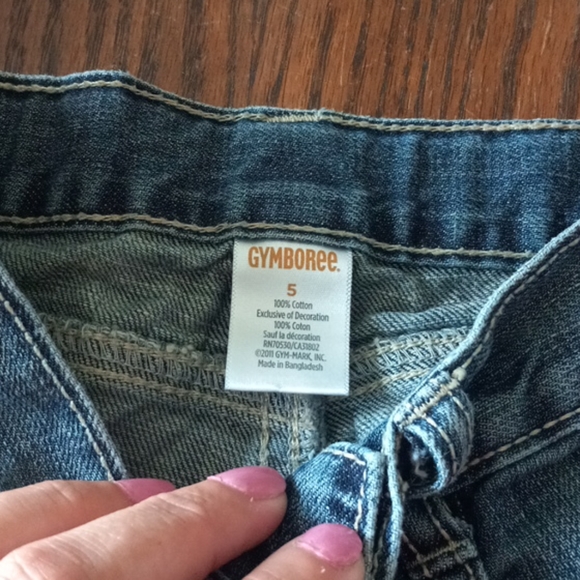 GYMBOREE.
5
100% Cotton
Exclusive of Decoration
100% Coton
Sauf la décoration
RN70530/CA31802
©2011 GYM-MARK, INC.
Made in Bangladesh